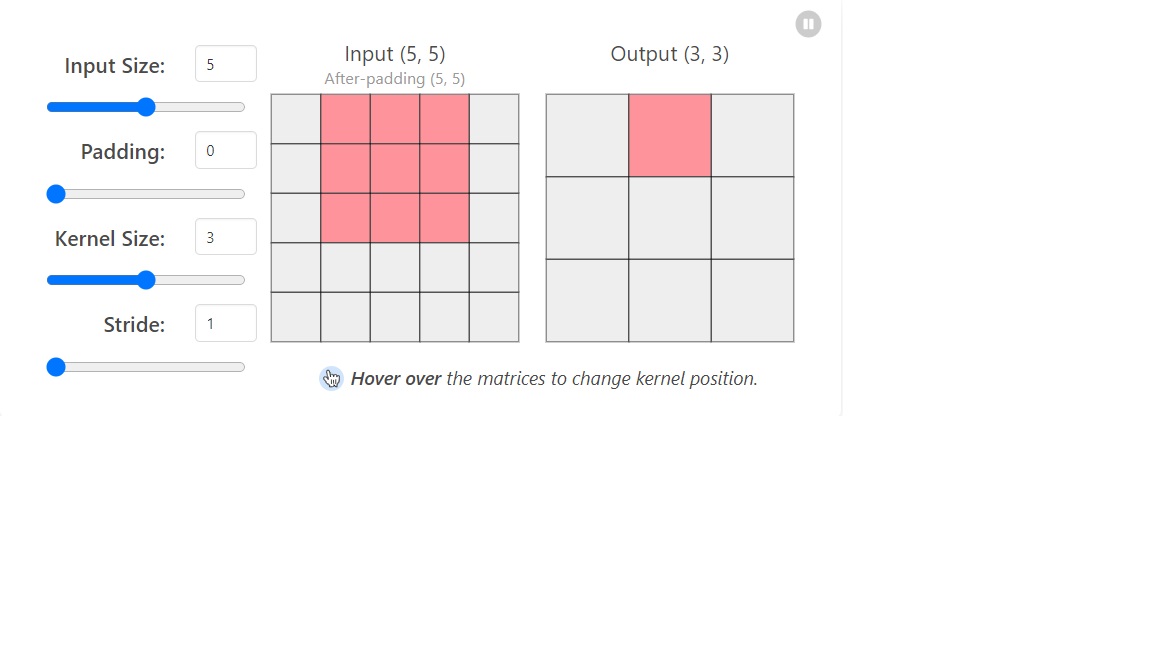 Input Size: 5
Padding: 0
Kernel Size: 3
Stride: 1
Input (5, 5)
After-padding (5, 5)
Output (3, 3)
Hover over the matrices to change kernel position.